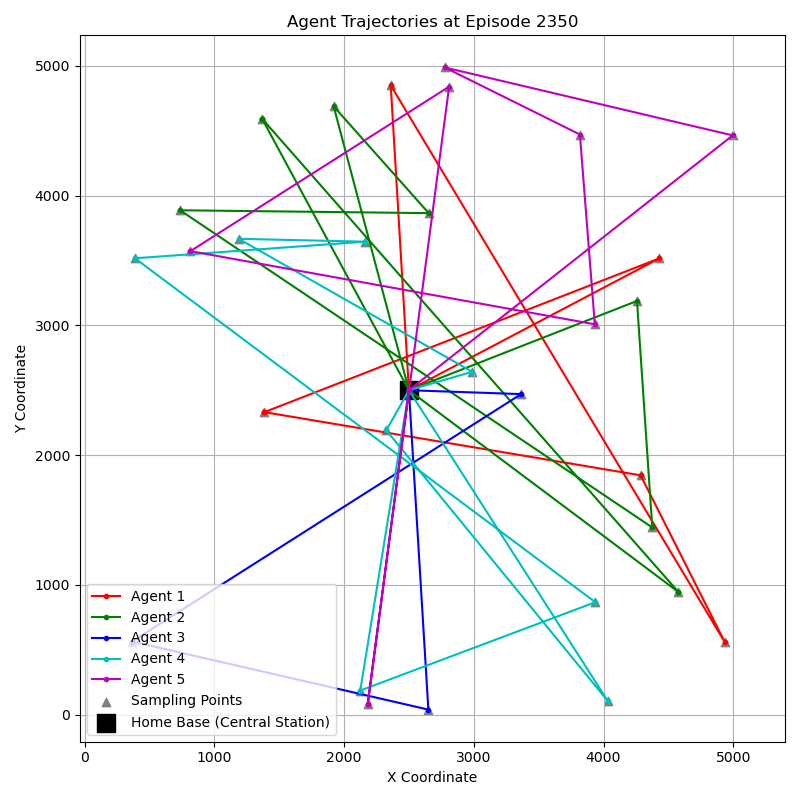 Agent Trajectories at Episode 2350
Y Coordinate
5000
4000
3000
2000
1000
0
Agent 1
Agent 2
Agent 3
Agent 4
Agent 5
Sampling Points
Home Base (Central Station)
0 1000 2000 3000 4000 5000
X Coordinate